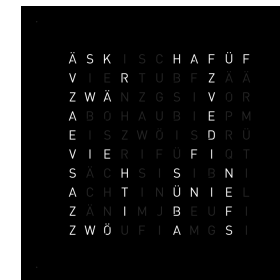 ÄSKISCHAFÜF
VIERTUBFZÄÄ
ZWÄNZGSIVOR
ABOHAUBIEPM
EISZWÖISDRÜ
VIERIFÜFIQT
SÄCHSISIBNI
ACHTINÜNIEL
ZÄNIMJBEUFI
ZWÖUFIAMGSI